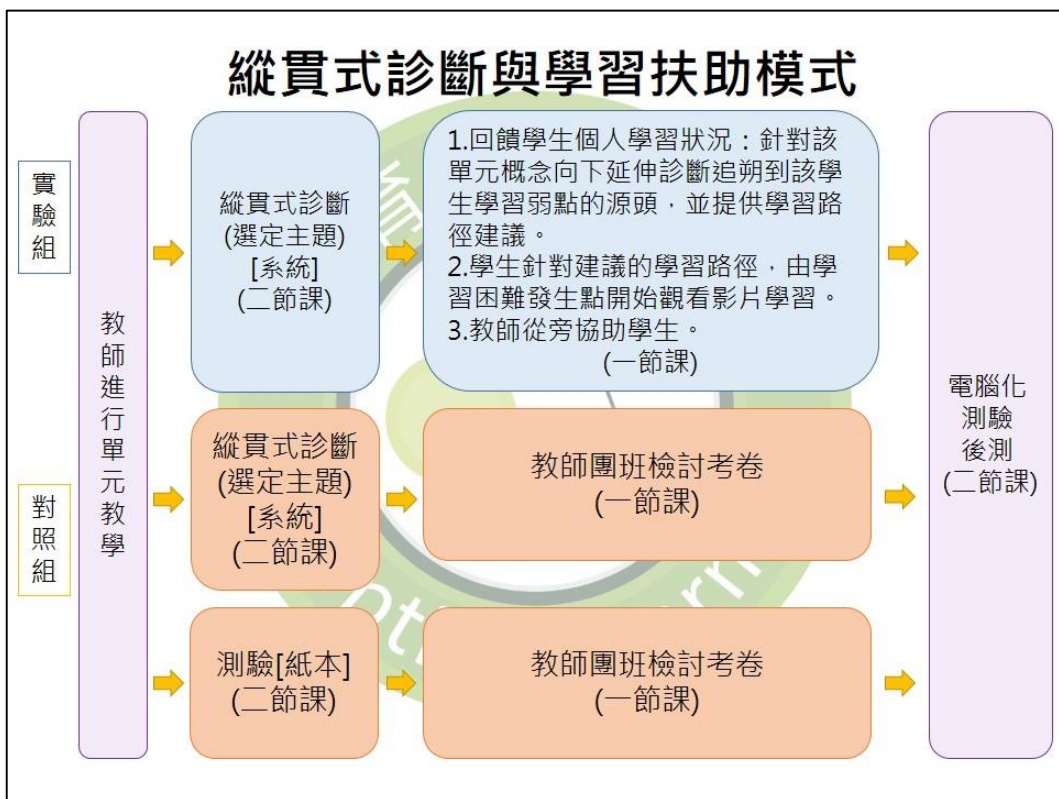 縱貫式診斷與學習扶助模式
實驗組
對照組
教師進行單元教學
縱貫式診斷
(選定主題)
[系統]
(二節課)
1.回饋學生個人學習狀況：針對該
單元概念向下延伸診斷追朔到該學
生學習弱點的源頭，並提供學習路
徑建議。
2.學生針對建議的學習路徑，由學
習困難發生點開始觀看影片學習。
3.教師從旁協助學生。
(一節課)
縱貫式診斷
(選定主題)
[系統]
(二節課)
教師團班檢討考卷
(一節課)
測驗[紙本]
(二節課)
教師團班檢討考卷
(一節課)
電腦化
測驗
後測
(二節課)